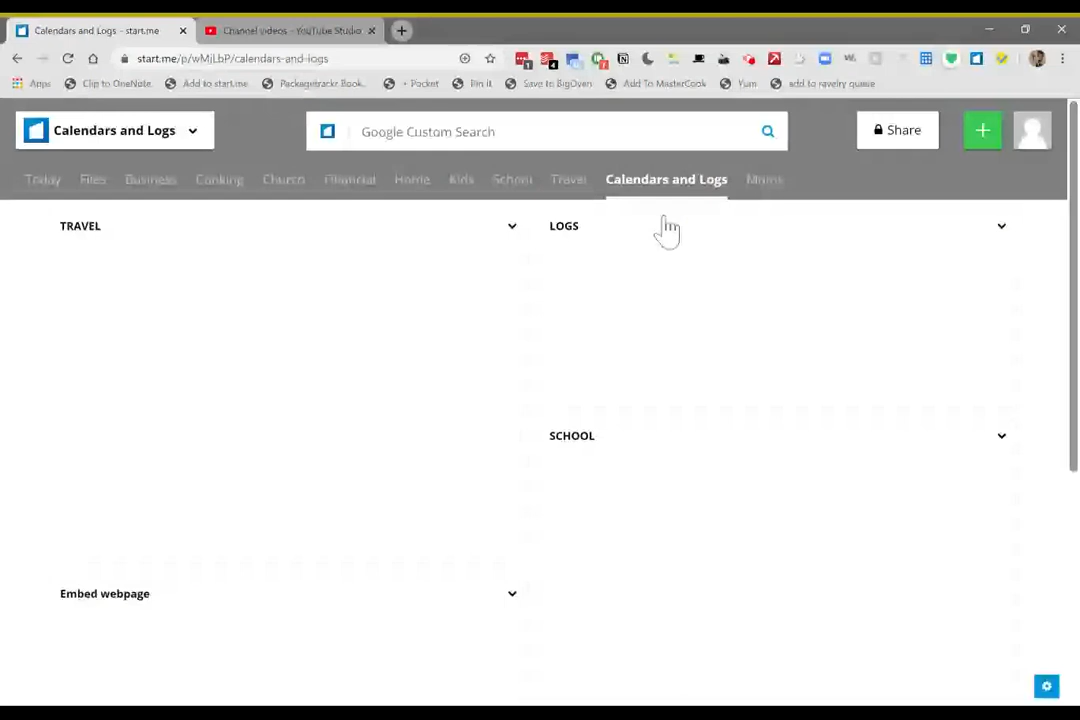 Calendars and Logs - start.me
Channel videos - YouTube Studio
start.me/p/wMjLbP/calendars-and-logs
Apps
Clip to OneNote
Add to start.me
Packagetrackr Book..
+ Pocket
Pin It
Save to BigOven
Add To MasterCook
Yum
add to ravelry queue
Calendars and Logs
Google Custom Search
Share
Today Files Business Cooking Church Financial Home Kids School Travel Calendars and Logs
TRAVEL
LOGS
SCHOOL
Embed webpage